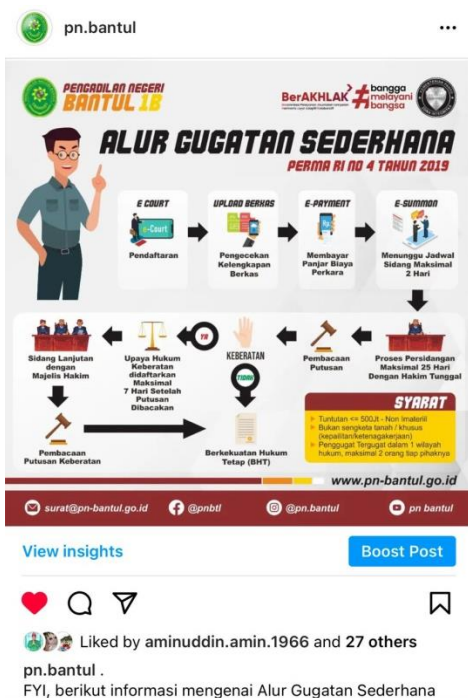 pn.bantul
PENGADILAN NEGERI
BANTUL 1B
BerAKHLAK
#
bangga
melayani
bangsa
ALUR GUGATAN SEDERHANA
PERMA RI NO 4 TAHUN 2019
E COURT
e-Court
Pendaftaran
UPLOAD BERKAS
Pengecekan
Kelengkapan
Berkas
E-PAYMENT
Rp
Membayar
Panjar Biaya
Perkara
E-SUMMON
Menunggu Jadwal
Sidang Maksimal
2 Hari
Proses Persidangan
Maksimal 25 Hari
Dengan Hakim Tunggal
Pembacaan
Putusan
KEBERATAN
YA
TIDAK
Upaya Hukum
Keberatan
didaftarkan
Maksimal
7 Hari Setelah
Putusan
Dibacakan
Sidang Lanjutan
dengan
Majelis Hakim
Pembacaan
Putusan Keberatan
Berkekuatan Hukum
Tetap (BHT)
SYARAT
Tuntutan <= 500Jt - Non Imateriil
Bukan sengketa tanah / khusus
(kepailitan/ketenagakerjaan)
Penggugat Tergugat dalam 1 wilayah
hukum, maksimal 2 orang tiap pihaknya
www.pn-bantul.go.id
surat@pn-bantul.go.id
@pnbtl
@pn.bantul
pn bantul
View insights
Boost Post
Liked by aminuddin.amin.1966 and 27 others
pn.bantul .
FYI, berikut informasi mengenai Alur Gugatan Sederhana